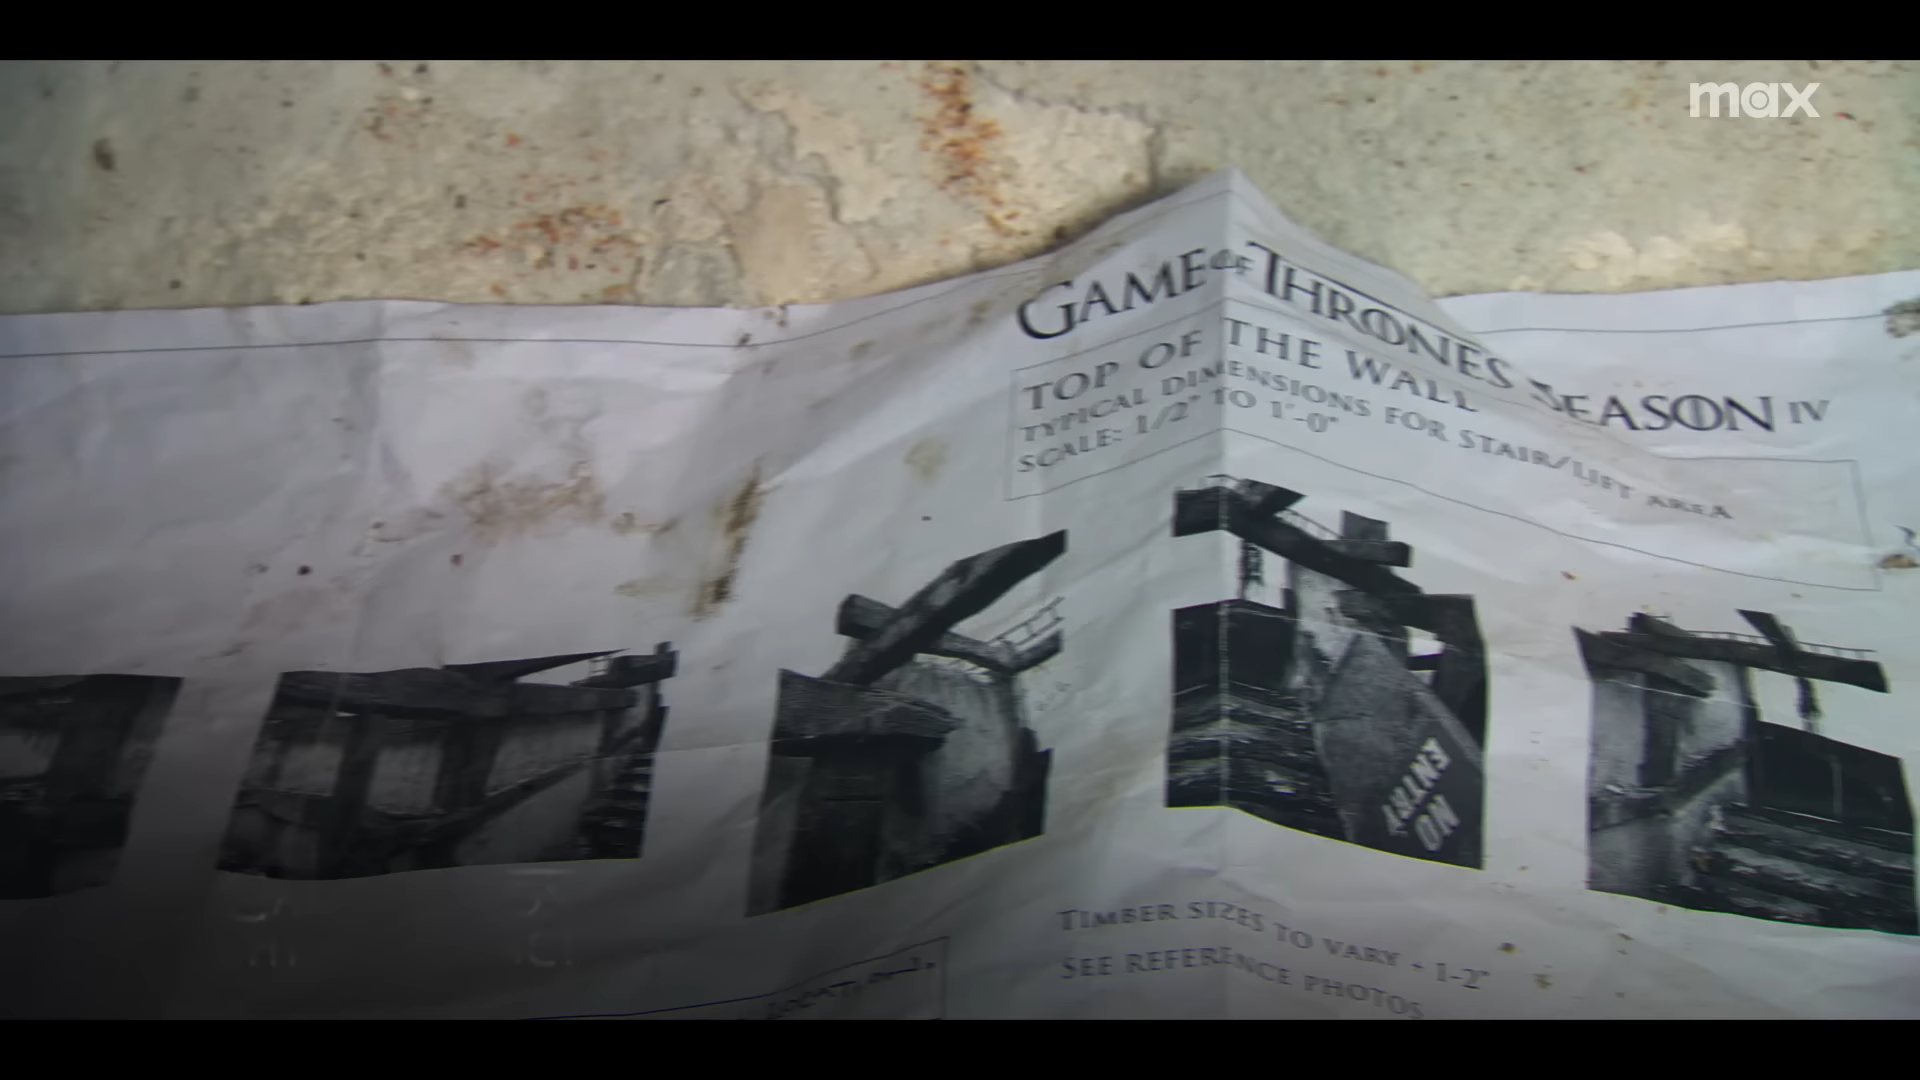 max
GAME OF THRONES SEASON IV
TOP OF THE WALL
TYPICAL DIMENSIONS FOR STAIR/LIFT AREA
SCALE: 1/2" TO 1'-0"
NO
ENTRY
TIMBER SIZES TO VARY + 1-2"
SEE REFERENCE PHOTOS